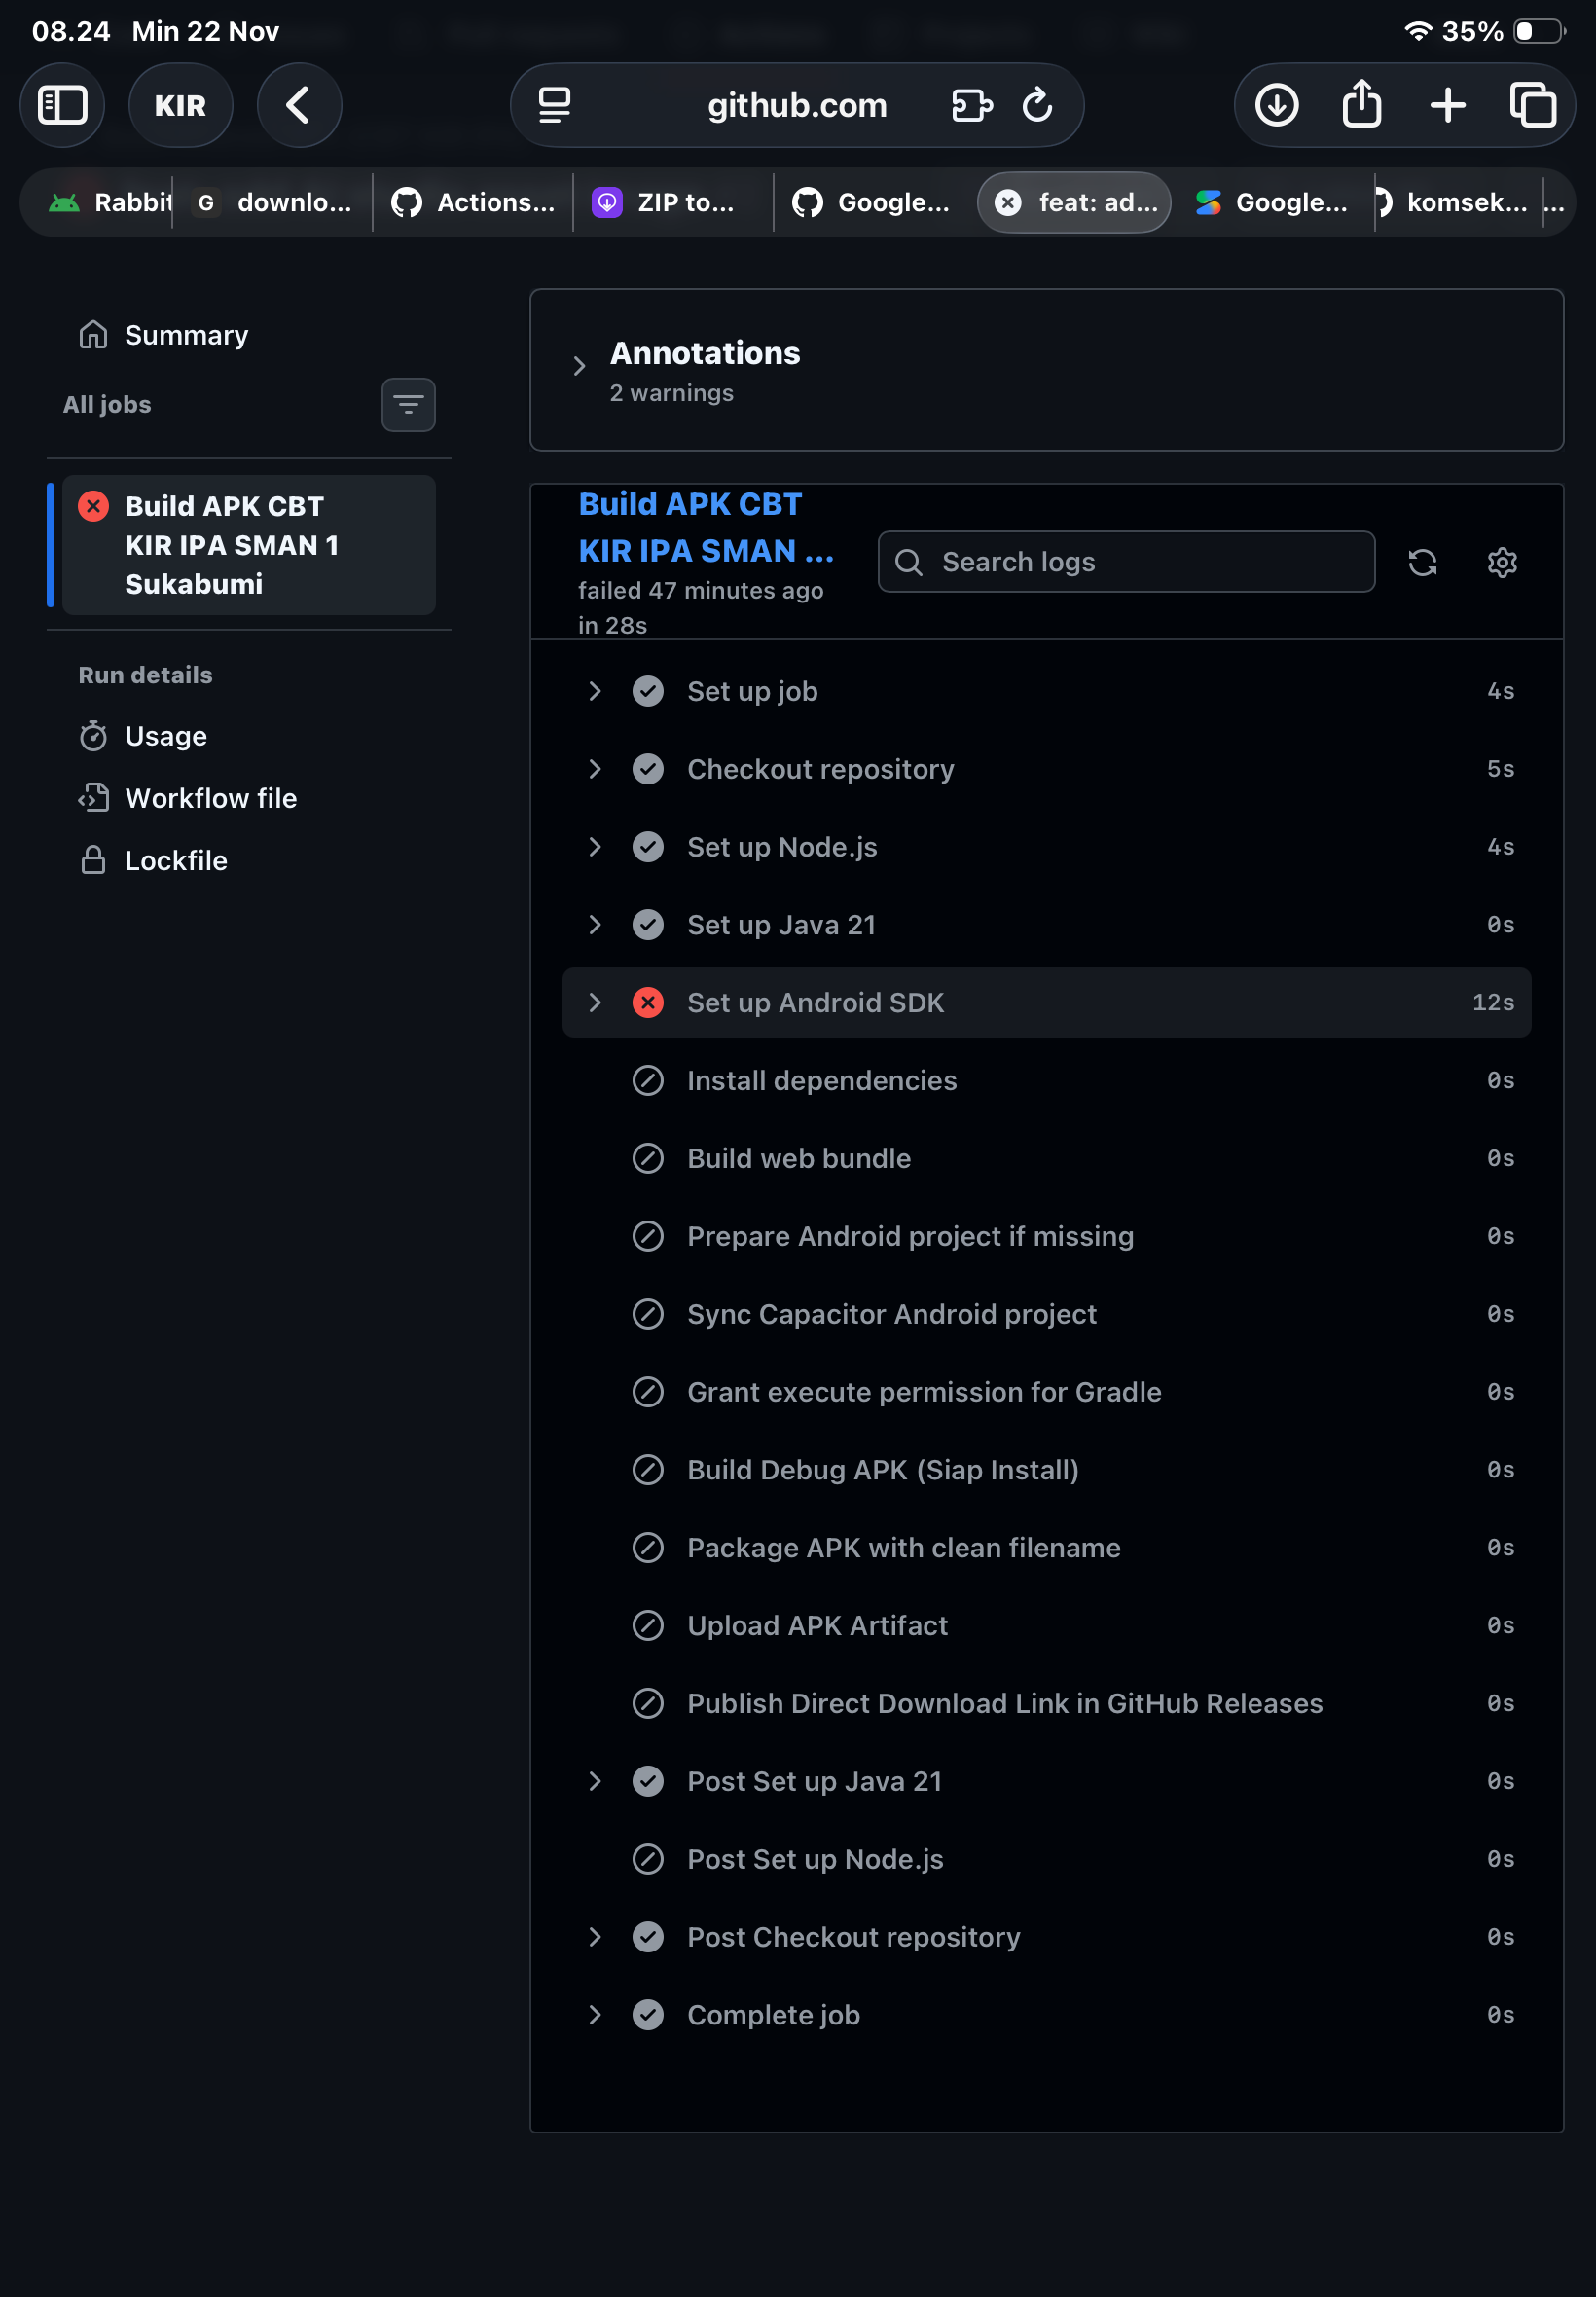 08.24 Min 22 Nov
35%
KIR
github.com
Rabbit
G downlo...
Actions...
ZIP to...
Google...
feat: ad...
Google...
komsek...
...
Summary
All jobs
Build APK CBT
KIR IPA SMAN 1
Sukabumi
Run details
Usage
Workflow file
Lockfile
Annotations
2 warnings
Build APK CBT
KIR IPA SMAN ...
failed 47 minutes ago
in 28s
Search logs
Set up job 4s
Checkout repository 5s
Set up Node.js 4s
Set up Java 21 0s
Set up Android SDK 12s
Install dependencies 0s
Build web bundle 0s
Prepare Android project if missing 0s
Sync Capacitor Android project 0s
Grant execute permission for Gradle 0s
Build Debug APK (Siap Install) 0s
Package APK with clean filename 0s
Upload APK Artifact 0s
Publish Direct Download Link in GitHub Releases 0s
Post Set up Java 21 0s
Post Set up Node.js 0s
Post Checkout repository 0s
Complete job 0s